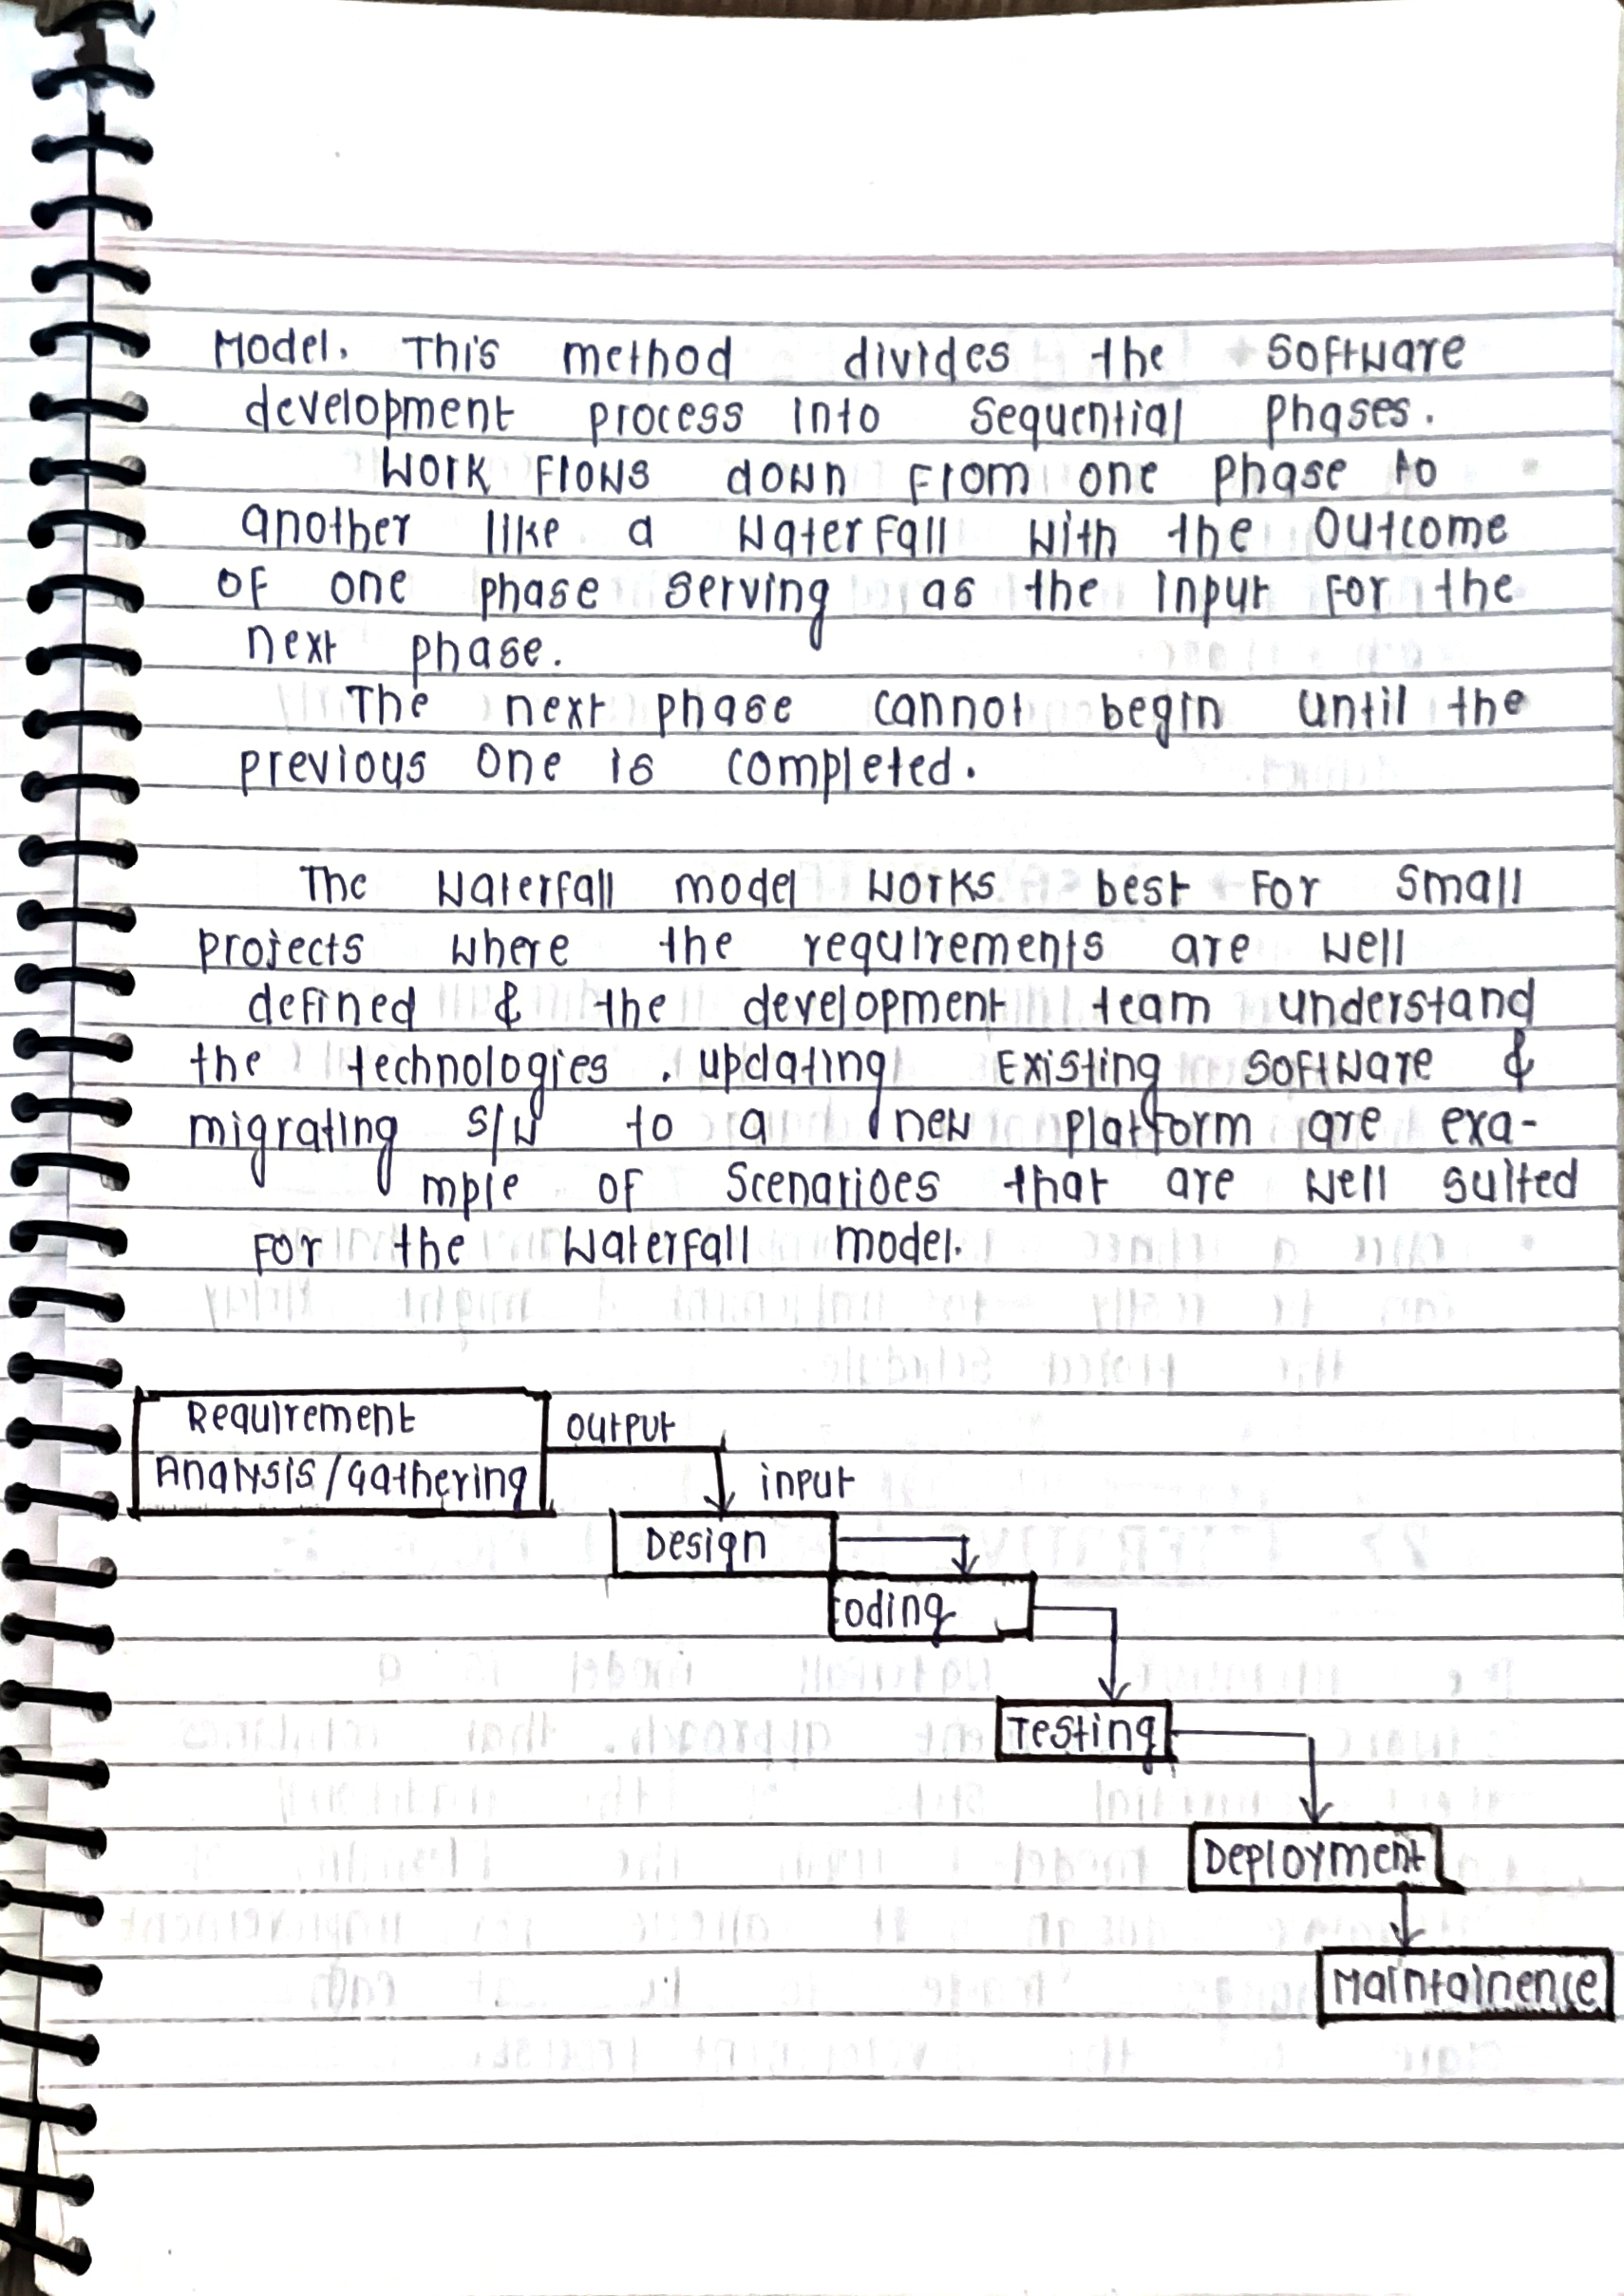 Model. This method divides the software
development process into sequential phases.
Work flows down from one phase to
another like a waterfall with the outcome
of one phase serving as the input for the
next phase.
The next phase cannot begin until the
previous one is completed.
The waterfall model works best for small
projects where the requirements are well
defined & the development team understand
the technologies. updating Existing software &
migrating S/W to a new platform are exa-
mple of scenarioes that are well suited
for the waterfall model.
Requirement
Analysis/Gathering
output
input
Design
coding
Testing
Deployment
Maintainence